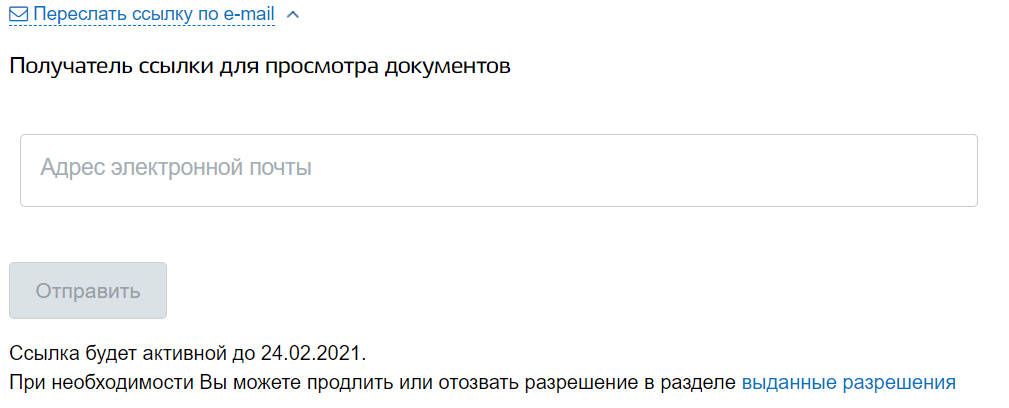 Переслать ссылку по e-mail
Получатель ссылки для просмотра документов
Адрес электронной почты
Отправить
Ссылка будет активной до 24.02.2021.
При необходимости Вы можете продлить или отозвать разрешение в разделе выданные разрешения